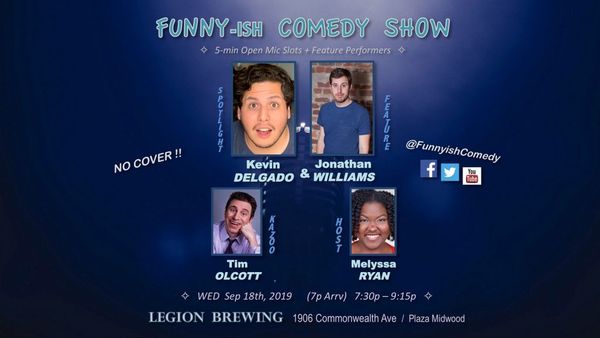 FUNNY-ISH COMEDY SHOW
✧ 5-min Open Mic Slots + Feature Performers ✧
SPOTLIGHT
FEATURE
Kevin DELGADO
&
Jonathan WILLIAMS
NO COVER !!
@FunnyishComedy
f
You Tube
KAZOO
HOST
Tim OLCOTT
Melyssa RYAN
✧ WED Sep 18th, 2019 (7p Arrv) 7:30p – 9:15p ✧
LEGION BREWING 1906 Commonwealth Ave / Plaza Midwood